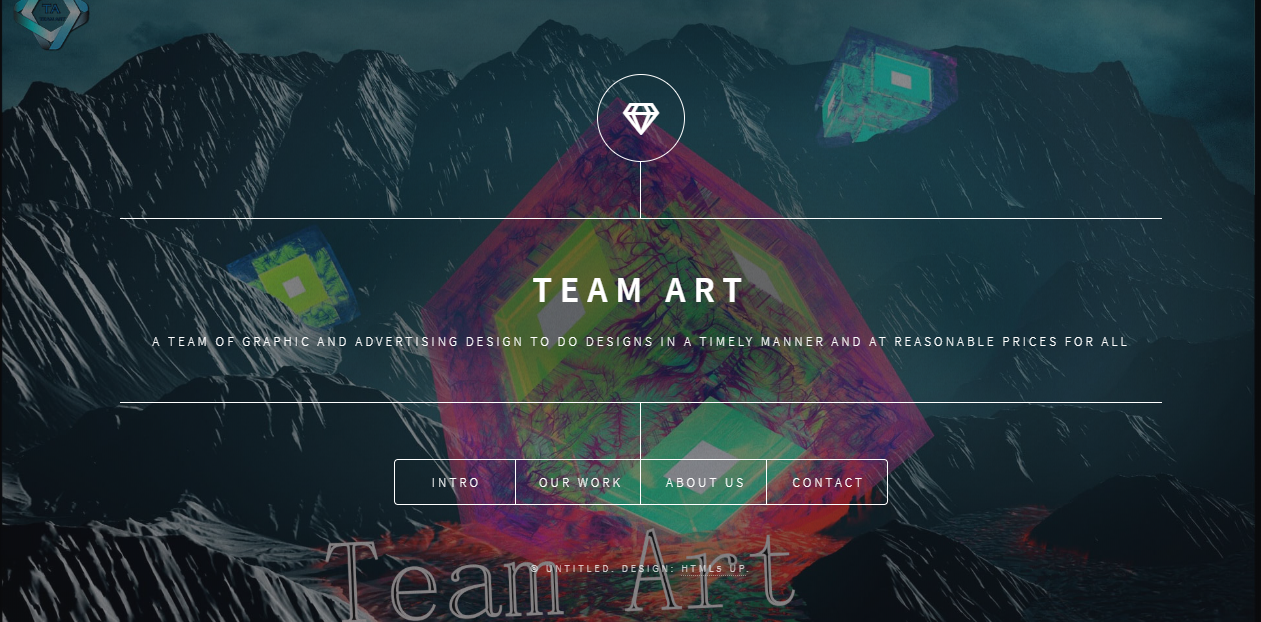 TA
TEAM ART
A TEAM OF GRAPHIC AND ADVERTISING DESIGN TO DO DESIGNS IN A TIMELY MANNER AND AT REASONABLE PRICES FOR ALL
INTRO OUR WORK ABOUT US CONTACT
Team Art
© UNTITLED. DESIGN: HTML5 UP.